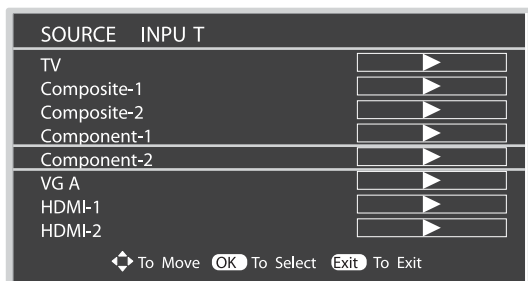 SOURCE INPU T
TV
Composite-1
Composite-2
Component-1
Component-2
VG A
HDMI-1
HDMI-2
To Move OK To Select Exit To Exit